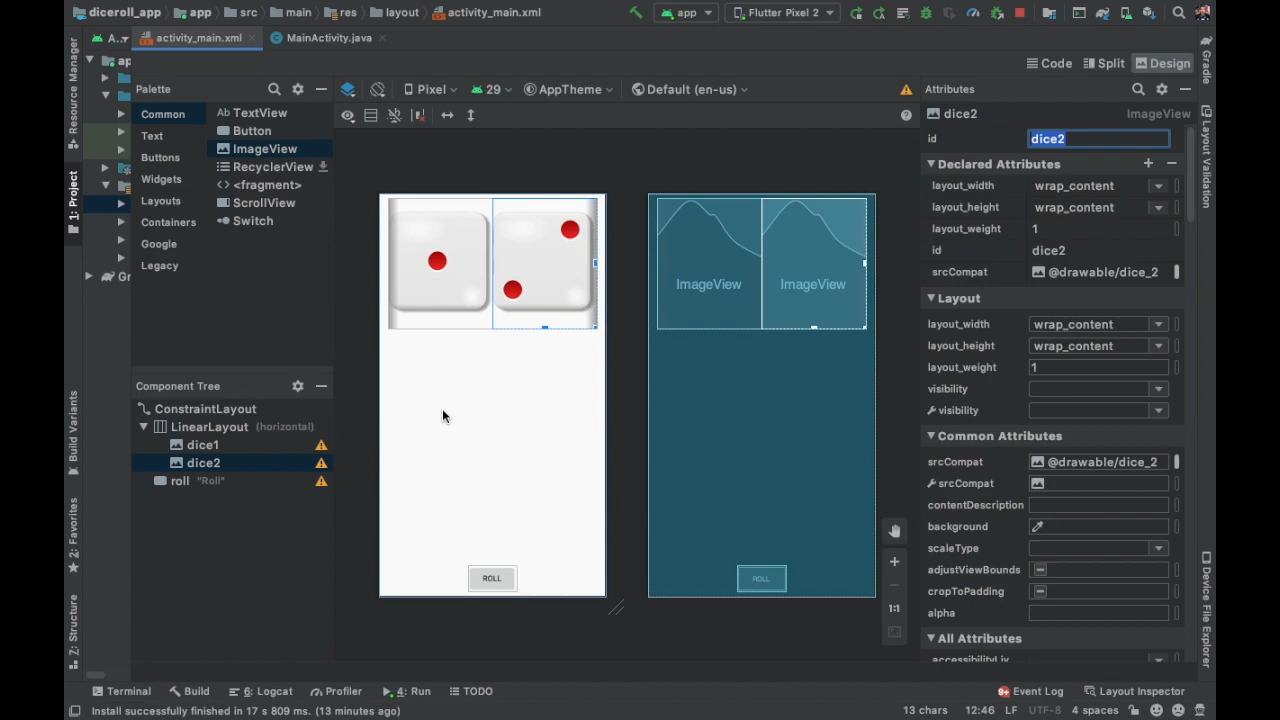 diceroll_app app src main res layout activity_main.xml app Flutter Pixel 2
A.. activity_main.xml MainActivity.java
Code Split Design
Palette Pixel 29 AppTheme Default (en-us) Attributes
Common
Text
Buttons
Widgets
Layouts
Containers
Google
Legacy
Ab TextView
Button
ImageView
RecyclerView
<fragment>
ScrollView
Switch
ap
Gr
Component Tree
ConstraintLayout
LinearLayout (horizontal)
dice1
dice2
roll "Roll"
ROLL
ImageView ImageView
ROLL
1:1
dice2 ImageView
id dice2
Declared Attributes
layout_width wrap_content
layout_height wrap_content
layout_weight 1
id dice2
srcCompat @drawable/dice_2
Layout
layout_width wrap_content
layout_height wrap_content
layout_weight 1
visibility
visibility
Common Attributes
srcCompat @drawable/dice_2
srcCompat
contentDescription
background
scaleType
adjustViewBounds
cropToPadding
alpha
All Attributes
Resource Manager
1: Project
Build Variants
2: Favorites
Z: Structure
Gradle
Layout Validation
Device File Explorer
Terminal Build 6: Logcat Profiler 4: Run TODO 9+ Event Log Layout Inspector
Install successfully finished in 17 s 809 ms. (13 minutes ago) 13 chars 12:46 LF UTF-8 4 spaces